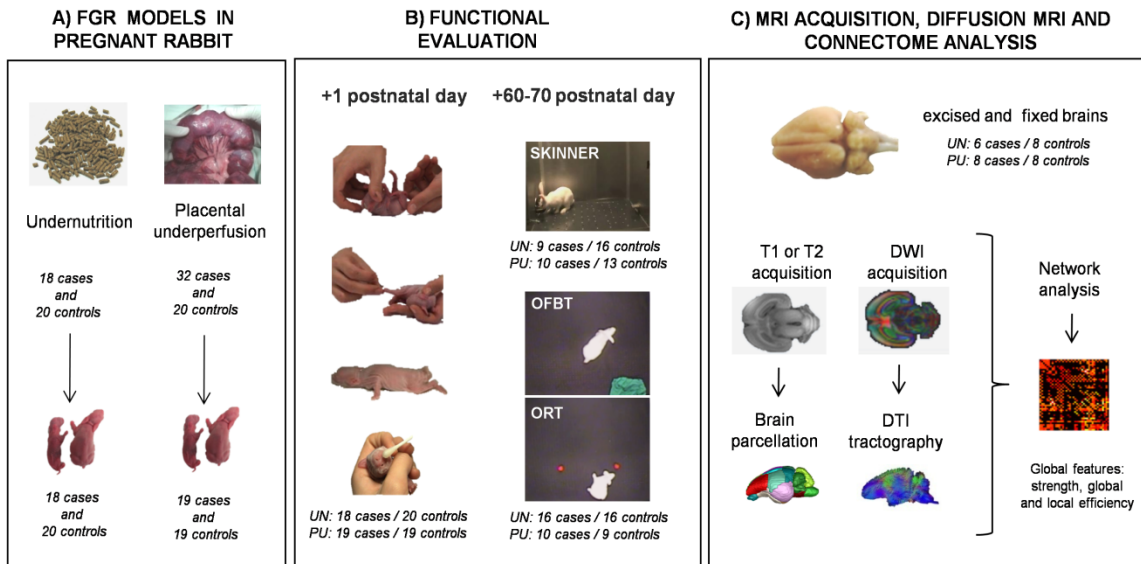 A) FGR MODELS IN
PREGNANT RABBIT
Undernutrition
Placental
underperfusion
18 cases
and
20 controls
32 cases
and
20 controls
18 cases
and
20 controls
19 cases
and
19 controls
B) FUNCTIONAL
EVALUATION
+1 postnatal day
+60-70 postnatal day
SKINNER
UN: 9 cases / 16 controls
PU: 10 cases / 13 controls
OFBT
ORT
UN: 18 cases / 20 controls
PU: 19 cases / 19 controls
UN: 16 cases / 16 controls
PU: 10 cases / 9 controls
C) MRI ACQUISITION, DIFFUSION MRI AND
CONNECTOME ANALYSIS
excised and fixed brains
UN: 6 cases / 8 controls
PU: 8 cases / 8 controls
T1 or T2
acquisition
DWI
acquisition
Brain
parcellation
DTI
tractography
Network
analysis
Global features:
strength, global
and local efficiency